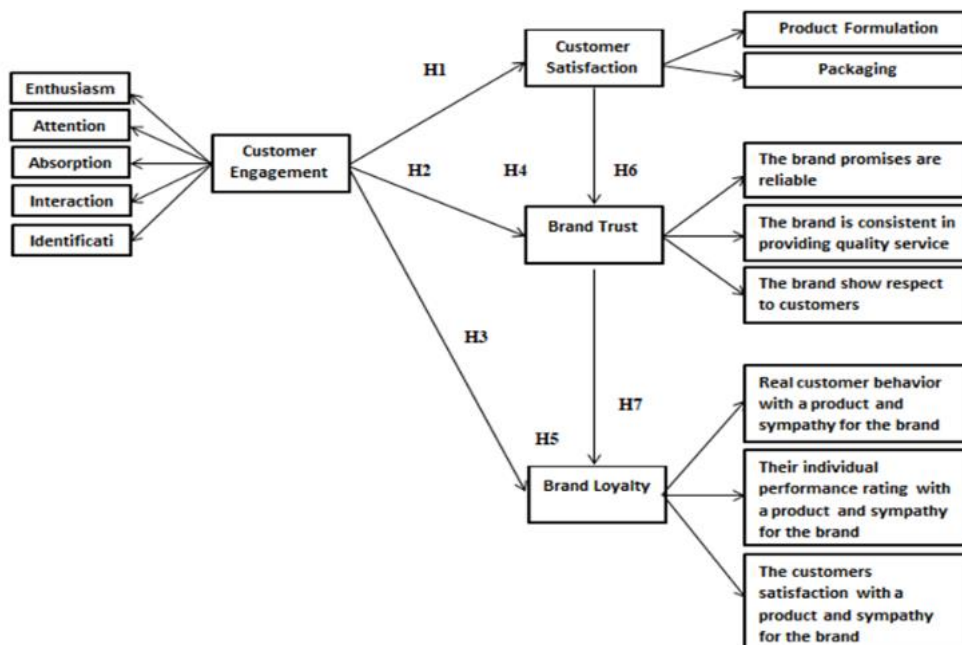 Enthusiasm
Attention
Absorption
Interaction
Identificati
Customer
Engagement
H1
H2
H3
H4
H5
H6
H7
Customer
Satisfaction
Brand Trust
Brand Loyalty
Product Formulation
Packaging
The brand promises are
reliable
The brand is consistent in
providing quality service
The brand show respect
to customers
Real customer behavior
with a product and
sympathy for the brand
Their individual
performance rating with
a product and sympathy
for the brand
The customers
satisfaction with a
product and sympathy
for the brand